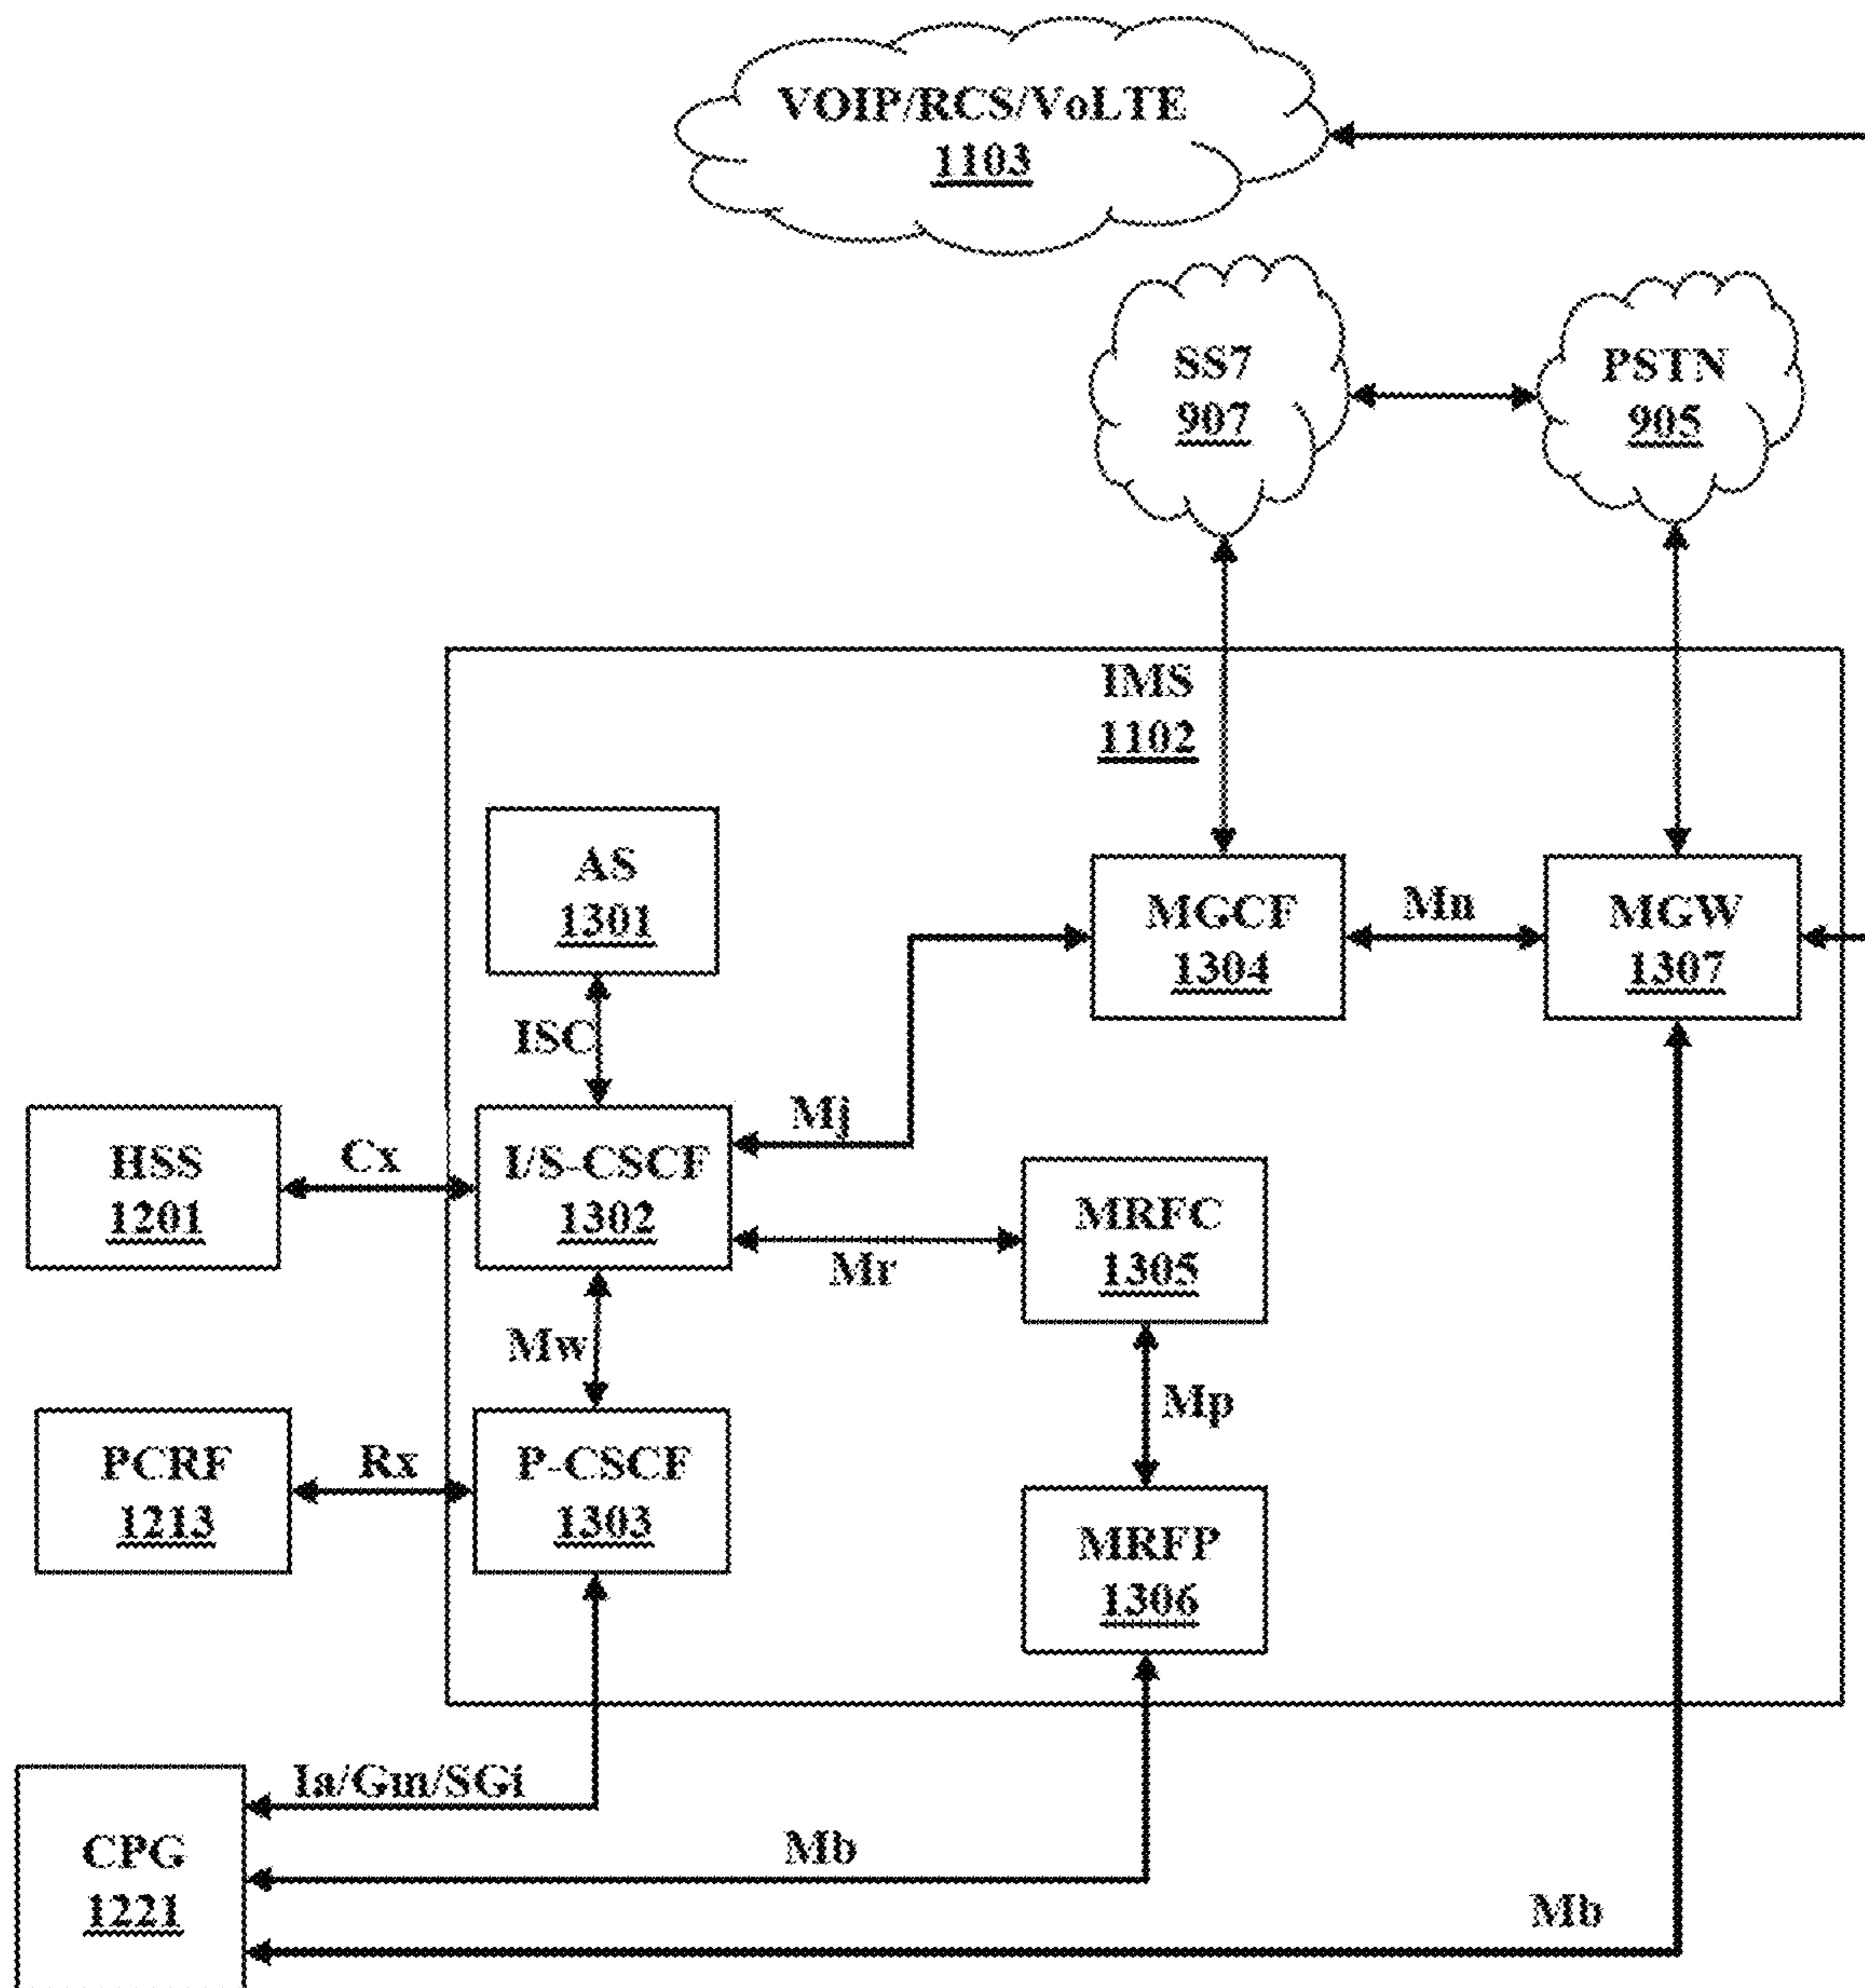 VOIP/RCS/VoLTE
1103
SS7
907
PSTN
905
IMS
1102
AS
1301
MGCF
1304
Mn
MGW
1307
ISC
Mj
HSS
1201
Cx
I/S-CSCF
1302
MRFC
1305
Mr
Mw
Mp
PCRF
1213
Rx
P-CSCF
1303
MRFP
1306
Ia/Gm/SGi
CPG
1221
Mb
Mb